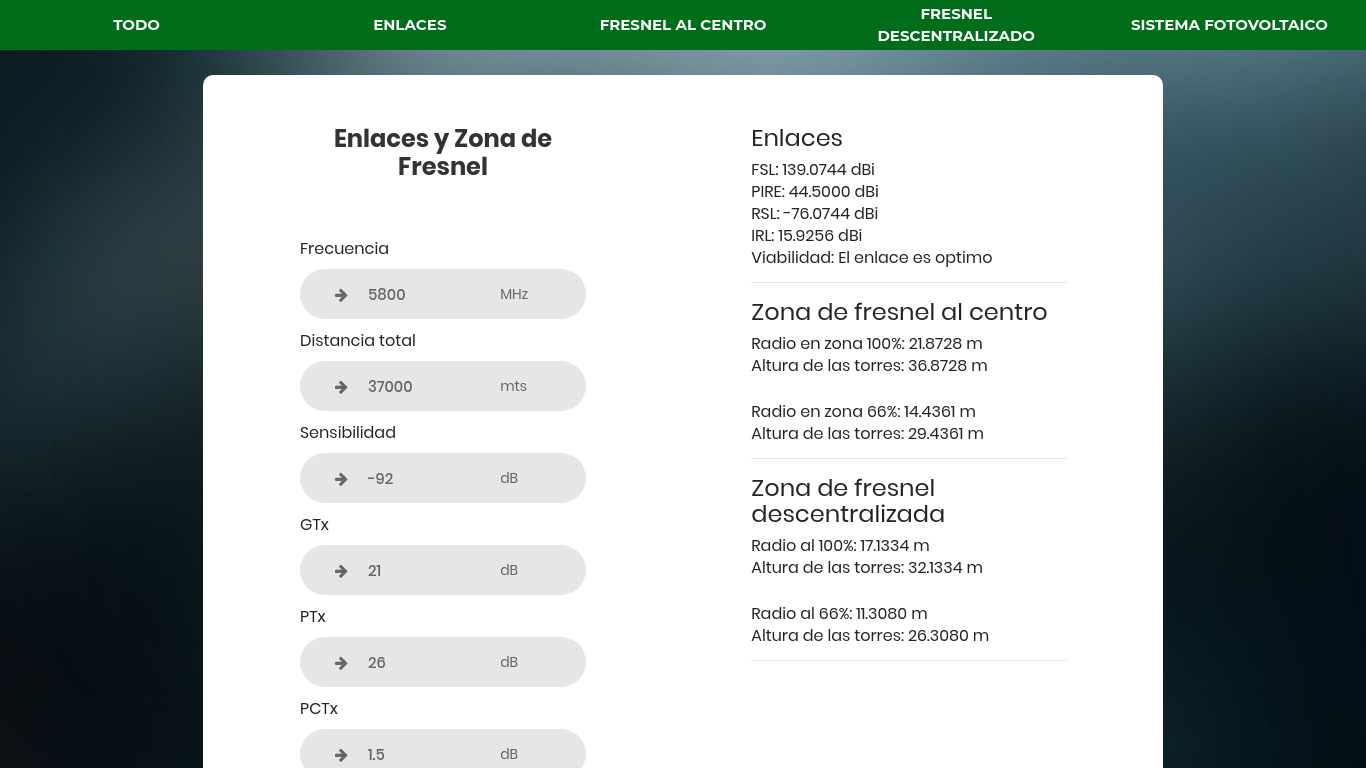 TODO
ENLACES
FRESNEL AL CENTRO
FRESNEL
DESCENTRALIZADO
SISTEMA FOTOVOLTAICO
Enlaces y Zona de
Fresnel
Frecuencia
5800 MHz
Distancia total
37000 mts
Sensibilidad
-92 dB
GTx
21 dB
PTx
26 dB
PCTx
1.5 dB
Enlaces
FSL: 139.0744 dBi
PIRE: 44.5000 dBi
RSL: -76.0744 dBi
IRL: 15.9256 dBi
Viabilidad: El enlace es optimo
Zona de fresnel al centro
Radio en zona 100%: 21.8728 m
Altura de las torres: 36.8728 m
Radio en zona 66%: 14.4361 m
Altura de las torres: 29.4361 m
Zona de fresnel
descentralizada
Radio al 100%: 17.1334 m
Altura de las torres: 32.1334 m
Radio al 66%: 11.3080 m
Altura de las torres: 26.3080 m